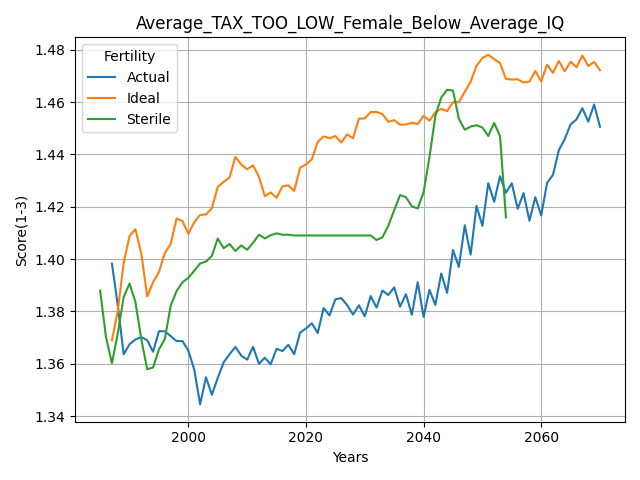 Average_TAX_TOO_LOW_Female_Below_Average_IQ
Fertility
Actual
Ideal
Sterile
Score(1-3)
1.48
1.46
1.44
1.42
1.40
1.38
1.36
1.34
2000
2020
2040
2060
Years